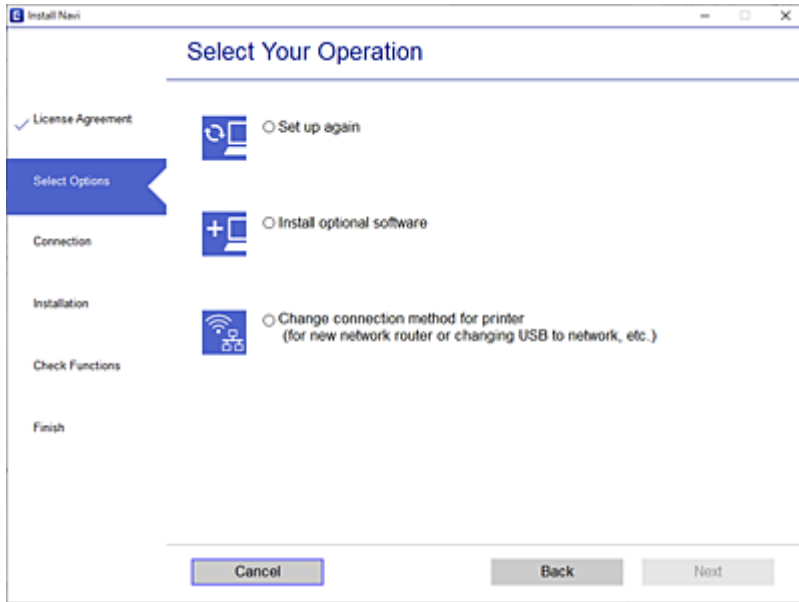 Install Navi
Select Your Operation
License Agreement
Select Options
Connection
Installation
Check Functions
Finish
Set up again
Install optional software
Change connection method for printer
(for new network router or changing USB to network, etc.)
Cancel
Back
Next